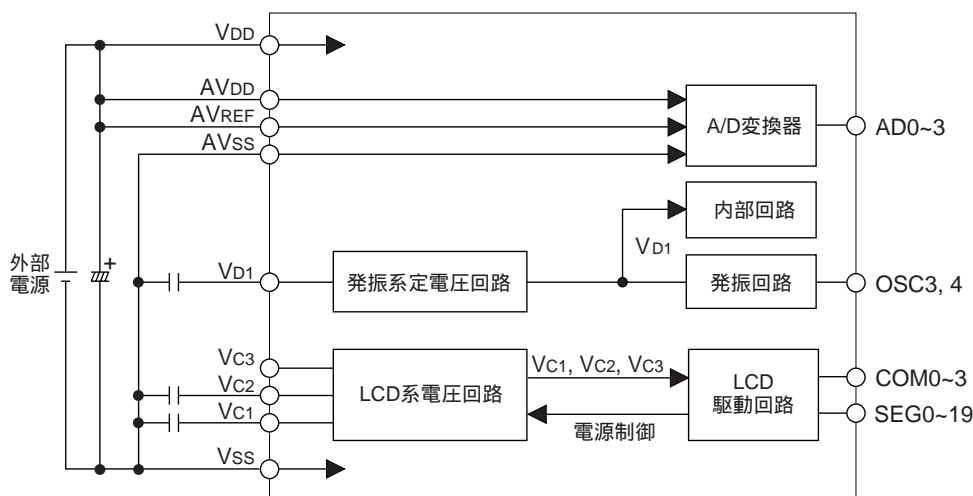 VDD
AVDD
AVREF
AVSS
A/D変換器
AD0~3
内部回路
VD1
外部
電源
+
VD1
発振系定電圧回路
発振回路
OSC3, 4
VC3
VC2
VC1
LCD系電圧回路
VC1, VC2, VC3
電源制御
LCD
駆動回路
COM0~3
SEG0~19
VSS